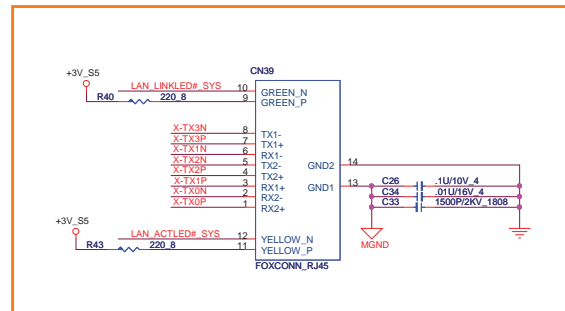 CN39
+3V_S5
LAN_LINKLED#_SYS 10 GREEN_N
R40 220_8 9 GREEN_P
X-TX3N 8 TX1-
X-TX3P 7 TX1+
X-TX1N 6 RX1-
X-TX2N 5 TX2-
X-TX2P 4 TX2+
X-TX1P 3 RX1+
X-TX0N 2 RX2-
X-TX0P 1 RX2+
GND2 14
GND1 13
C26 .1U/10V_4
C34 .01U/16V_4
C33 1500P/2KV_1808
MGND
+3V_S5
LAN_ACTLED#_SYS 12 YELLOW_N
R43 220_8 11 YELLOW_P
FOXCONN_RJ45